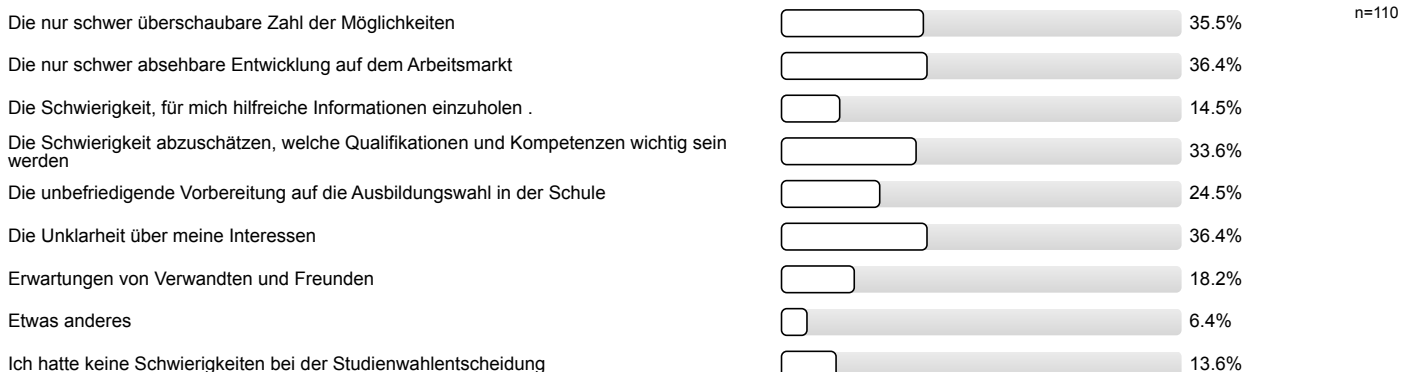 Die nur schwer überschaubare Zahl der Möglichkeiten 35.5% n=110
Die nur schwer absehbare Entwicklung auf dem Arbeitsmarkt 36.4%
Die Schwierigkeit, für mich hilfreiche Informationen einzuholen . 14.5%
Die Schwierigkeit abzuschätzen, welche Qualifikationen und Kompetenzen wichtig sein
werden 33.6%
Die unbefriedigende Vorbereitung auf die Ausbildungswahl in der Schule 24.5%
Die Unklarheit über meine Interessen 36.4%
Erwartungen von Verwandten und Freunden 18.2%
Etwas anderes 6.4%
Ich hatte keine Schwierigkeiten bei der Studienwahlentscheidung 13.6%